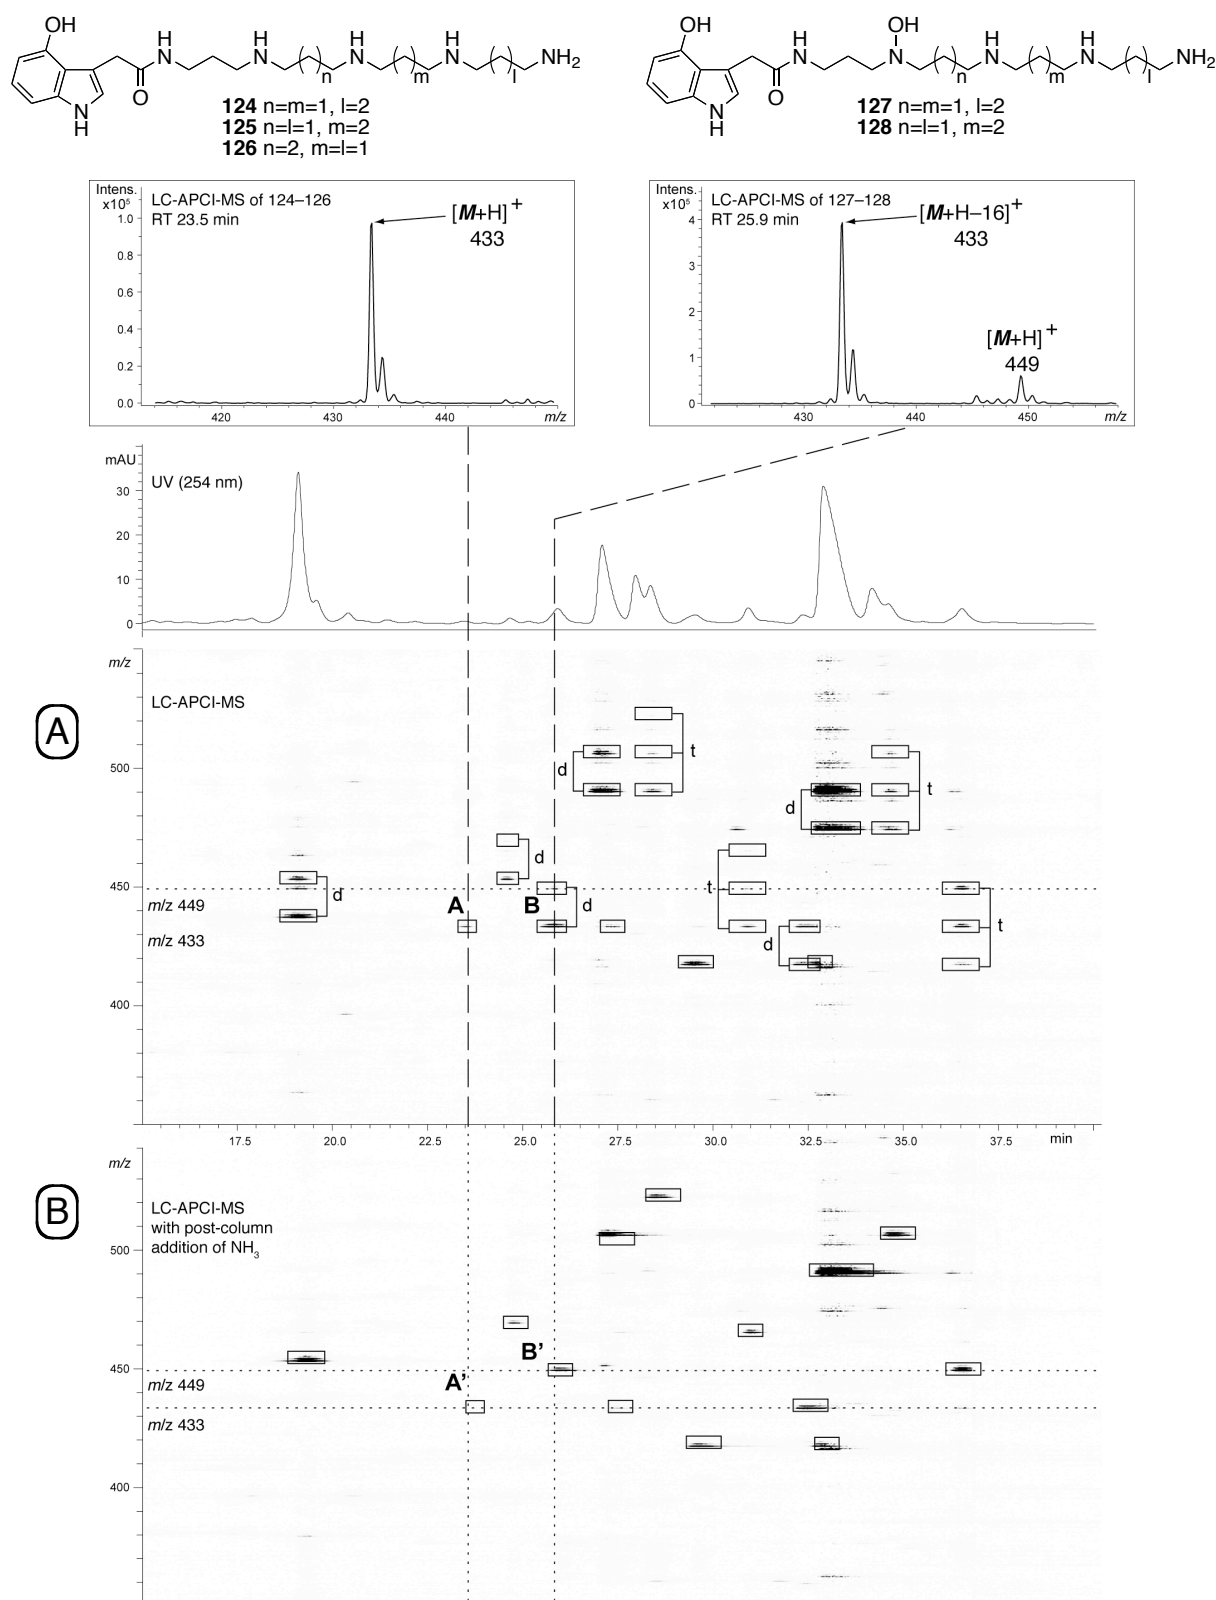 OH
H
N
H
N
H
N
H
N
NH2
n
m
l
O
N
H
124 n=m=1, l=2
125 n=l=1, m=2
126 n=2, m=l=1
OH
H
N
OH
N
H
N
H
N
NH2
n
m
l
O
N
H
127 n=m=1, l=2
128 n=l=1, m=2
Intens.
x10⁵
LC-APCI-MS of 124–126
RT 23.5 min
[M+H]+
433
1.0
0.8
0.6
0.4
0.2
0.0
420
430
440
m/z
Intens.
x10⁵
LC-APCI-MS of 127–128
RT 25.9 min
[M+H–16]+
433
[M+H]+
449
4
3
2
1
0
430
440
450
m/z
mAU
UV (254 nm)
30
20
10
0
A
m/z
LC-APCI-MS
500
450
400
m/z 449
m/z 433
A
B
d
d
d
d
t
t
d
d
t
t
17.5
20.0
22.5
25.0
27.5
30.0
32.5
35.0
37.5
min
B
m/z
LC-APCI-MS
with post-column
addition of NH3
500
450
400
m/z 449
m/z 433
A’
B’